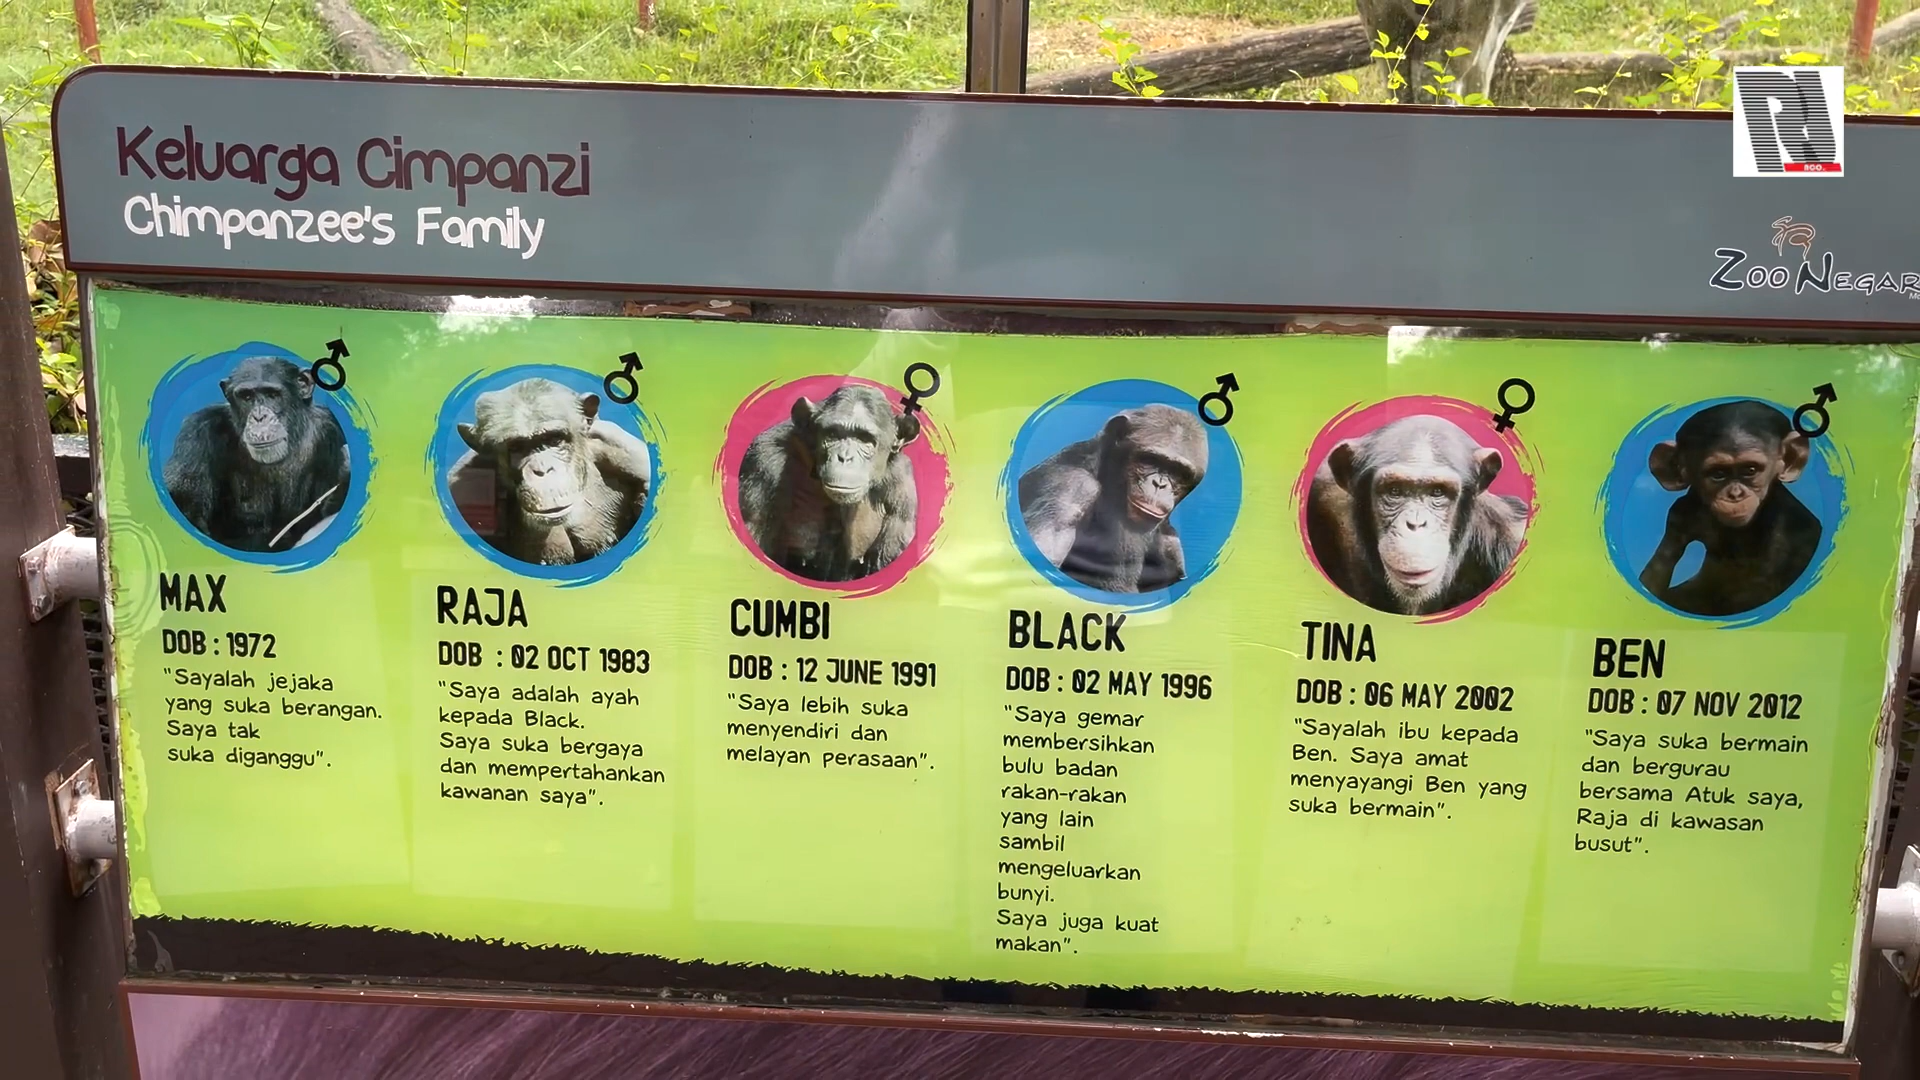 Keluarga Cimpanzi
Chimpanzee's Family
ZOO NEGAR
MAX
DOB : 1972
"Sayalah jejaka
yang suka berangan.
Saya tak
suka diganggu".
RAJA
DOB : 02 OCT 1983
"Saya adalah ayah
kepada Black.
Saya suka bergaya
dan mempertahankan
kawanan saya".
CUMBI
DOB : 12 JUNE 1991
"Saya lebih suka
menyendiri dan
melayan perasaan".
BLACK
DOB : 02 MAY 1996
"Saya gemar
membersihkan
bulu badan
rakan-rakan
yang lain
sambil
mengeluarkan
bunyi.
Saya juga kuat
makan".
TINA
DOB : 06 MAY 2002
"Sayalah ibu kepada
Ben. Saya amat
menyayangi Ben yang
suka bermain".
BEN
DOB : 07 NOV 2012
"Saya suka bermain
dan bergurau
bersama Atuk saya,
Raja di kawasan
busut".